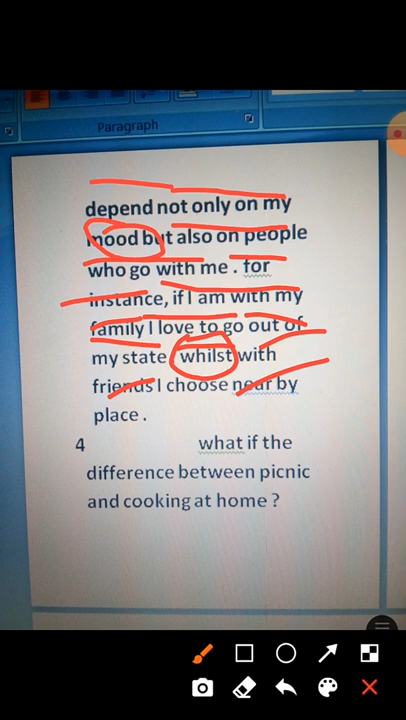 Paragraph
depend not only on my
mood but also on people
who go with me . for
instance, if I am with my
family I love to go out of
my state whilst with
friends I choose near by
place .
4 what if the
difference between picnic
and cooking at home ?